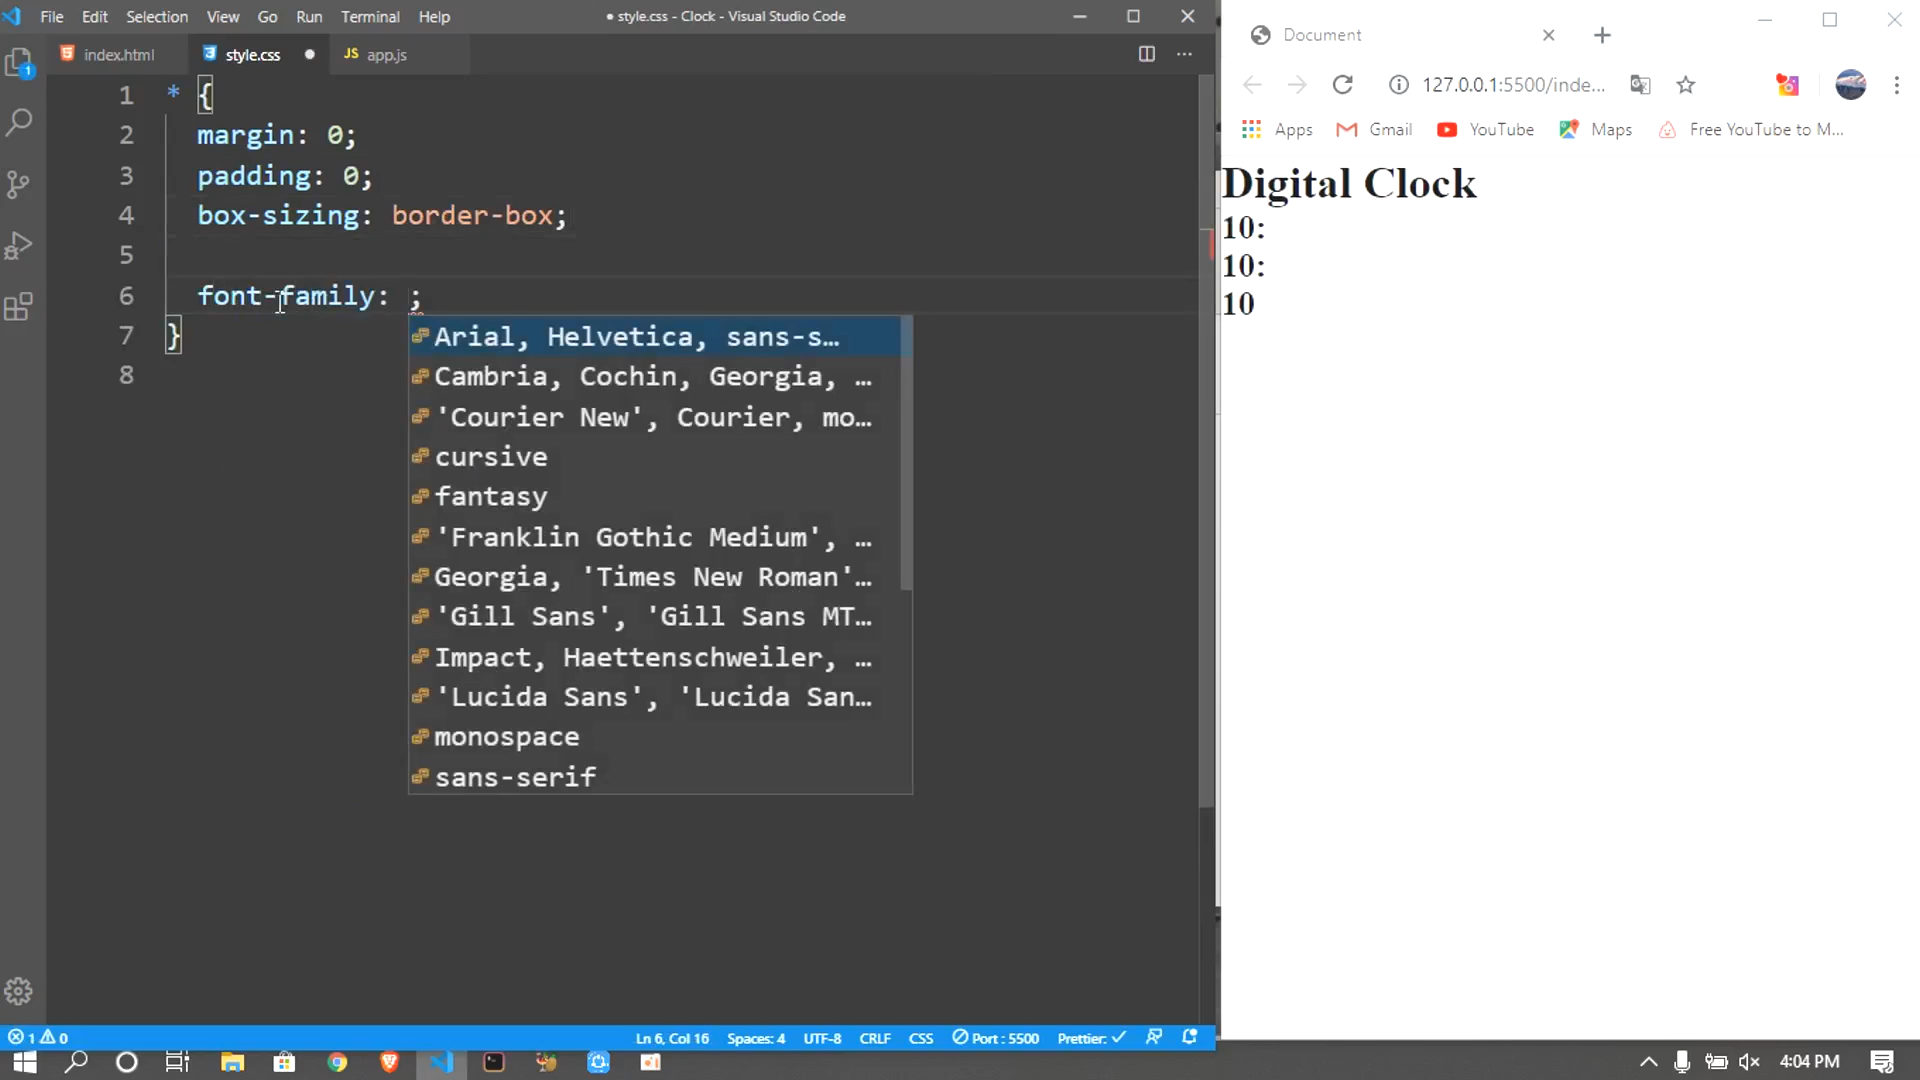 File Edit Selection View Go Run Terminal Help ● style.css - Clock - Visual Studio Code
index.html style.css ● JS app.js
1 * {
2 margin: 0;
3 padding: 0;
4 box-sizing: border-box;
5
6 font-family: ;
7 }
8
Arial, Helvetica, sans-s…
Cambria, Cochin, Georgia, …
'Courier New', Courier, mo…
cursive
fantasy
'Franklin Gothic Medium', …
Georgia, 'Times New Roman'…
'Gill Sans', 'Gill Sans MT…
Impact, Haettenschweiler, …
'Lucida Sans', 'Lucida San…
monospace
sans-serif
1 0 Ln 6, Col 16 Spaces: 4 UTF-8 CRLF CSS Port : 5500 Prettier: ✓
Document
127.0.0.1:5500/inde...
Apps Gmail YouTube Maps Free YouTube to M...
Digital Clock
10:
10:
10
4:04 PM